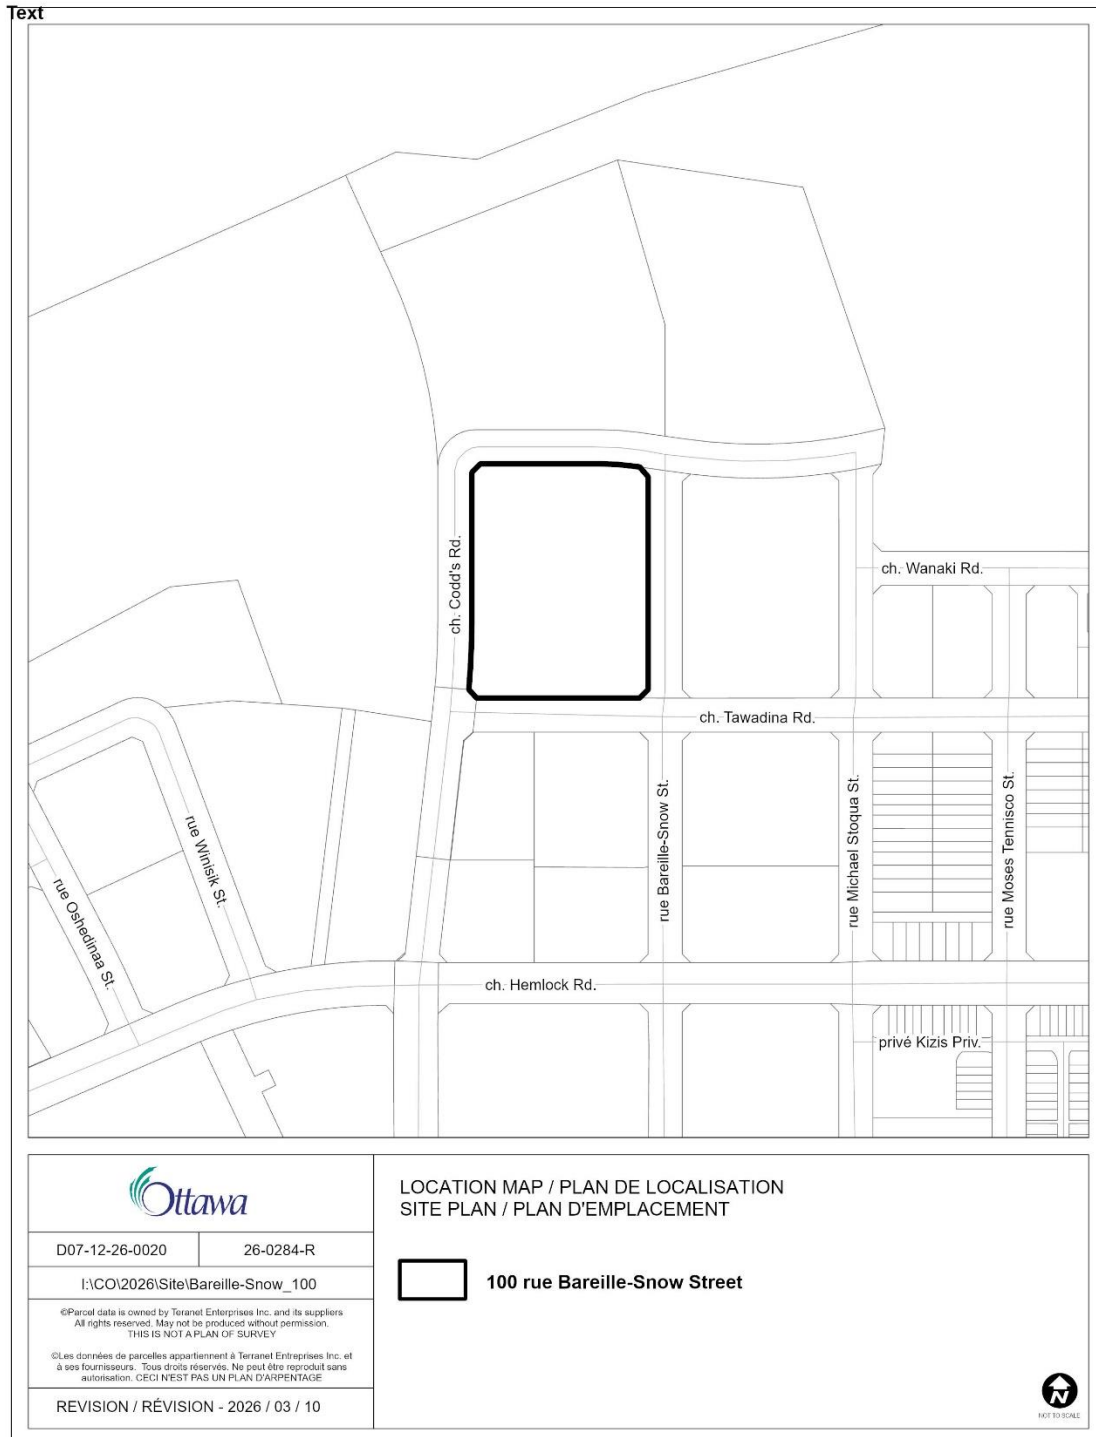 Text
ch. Codd's Rd.
ch. Wanaki Rd.
ch. Tawadina Rd.
rue Winisik St.
rue Oshedinaa St.
rue Bareille-Snow St.
rue Michael Stoqua St.
rue Moses Tennisco St.
ch. Hemlock Rd.
privé Kizis Priv.
Ottawa
D07-12-26-0020
26-0284-R
I:\CO\2026\Site\Bareille-Snow_100
©Parcel data is owned by Teranet Enterprises Inc. and its suppliers
All rights reserved. May not be produced without permission.
THIS IS NOT A PLAN OF SURVEY
©Les données de parcelles appartiennent à Terranet Entreprises Inc. et
à ses fournisseurs. Tous droits réservés. Ne peut être reproduit sans
autorisation. CECI N'EST PAS UN PLAN D'ARPENTAGE
REVISION / RÉVISION - 2026 / 03 / 10
LOCATION MAP / PLAN DE LOCALISATION
SITE PLAN / PLAN D'EMPLACEMENT
100 rue Bareille-Snow Street
N
NOT TO SCALE